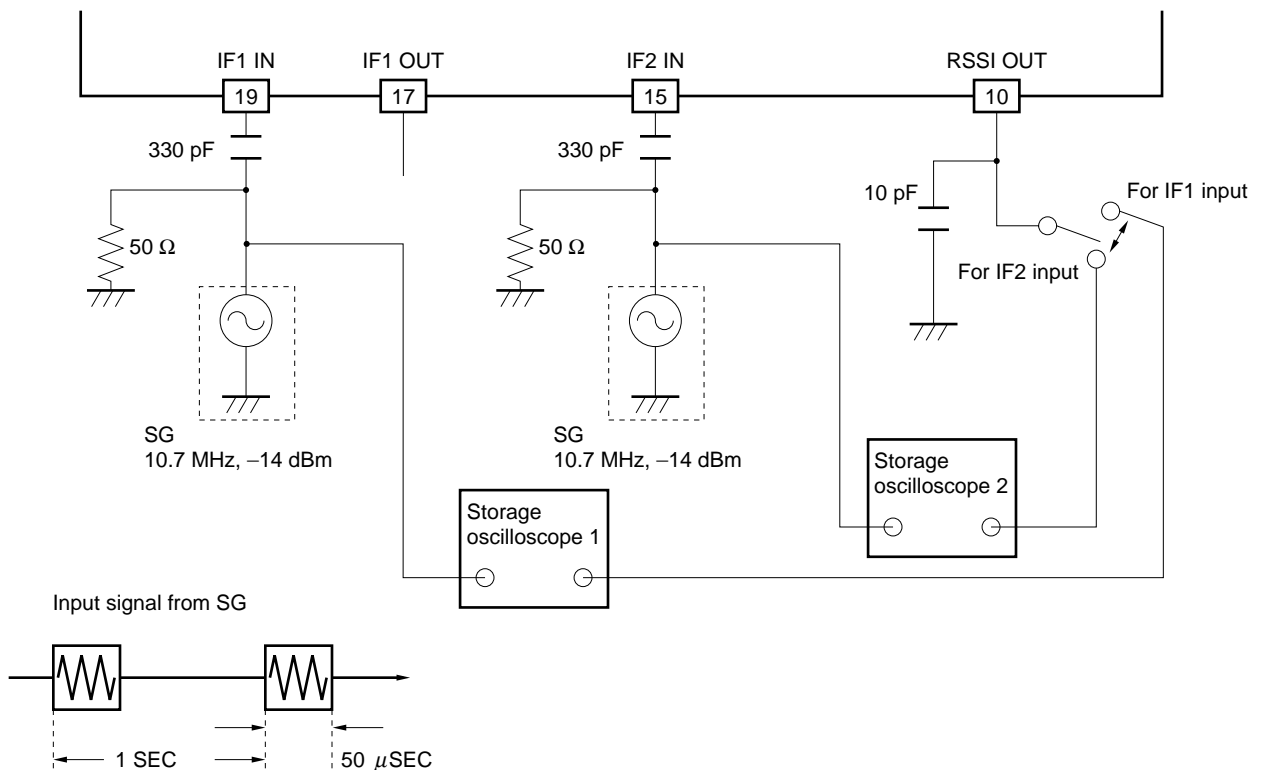 IF1 IN
IF1 OUT
IF2 IN
RSSI OUT
19
17
15
10
330 pF
330 pF
10 pF
For IF1 input
50 Ω
50 Ω
For IF2 input
SG
10.7 MHz, –14 dBm
SG
10.7 MHz, –14 dBm
Storage
oscilloscope 2
Storage
oscilloscope 1
Input signal from SG
1 SEC
50 μSEC